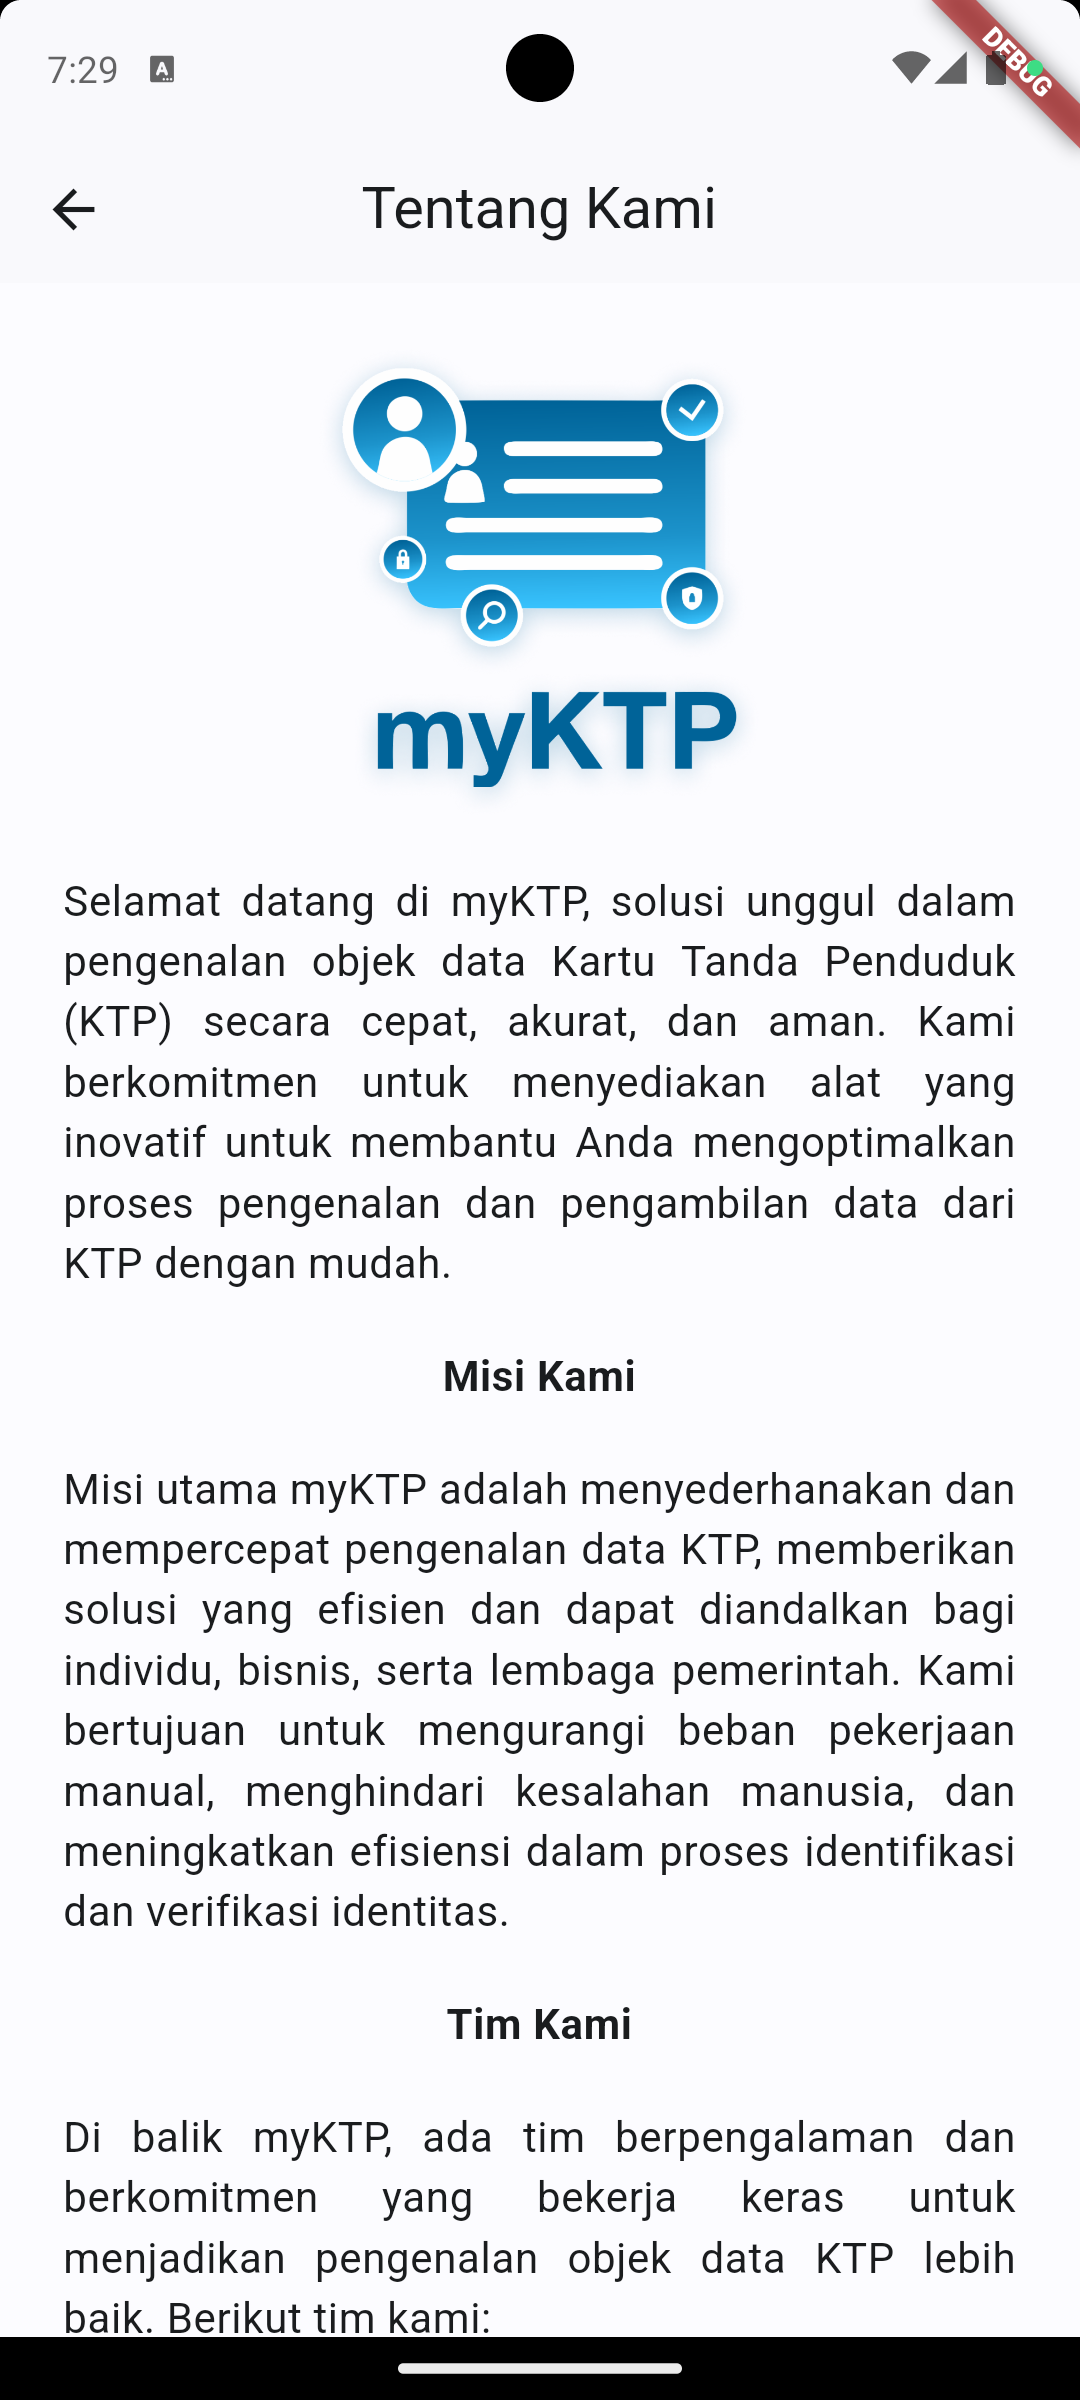 7:29
A
DEBUG
Tentang Kami
myKTP
Selamat datang di myKTP, solusi unggul dalam
pengenalan objek data Kartu Tanda Penduduk
(KTP) secara cepat, akurat, dan aman. Kami
berkomitmen untuk menyediakan alat yang
inovatif untuk membantu Anda mengoptimalkan
proses pengenalan dan pengambilan data dari
KTP dengan mudah.
Misi Kami
Misi utama myKTP adalah menyederhanakan dan
mempercepat pengenalan data KTP, memberikan
solusi yang efisien dan dapat diandalkan bagi
individu, bisnis, serta lembaga pemerintah. Kami
bertujuan untuk mengurangi beban pekerjaan
manual, menghindari kesalahan manusia, dan
meningkatkan efisiensi dalam proses identifikasi
dan verifikasi identitas.
Tim Kami
Di balik myKTP, ada tim berpengalaman dan
berkomitmen yang bekerja keras untuk
menjadikan pengenalan objek data KTP lebih
baik. Berikut tim kami: